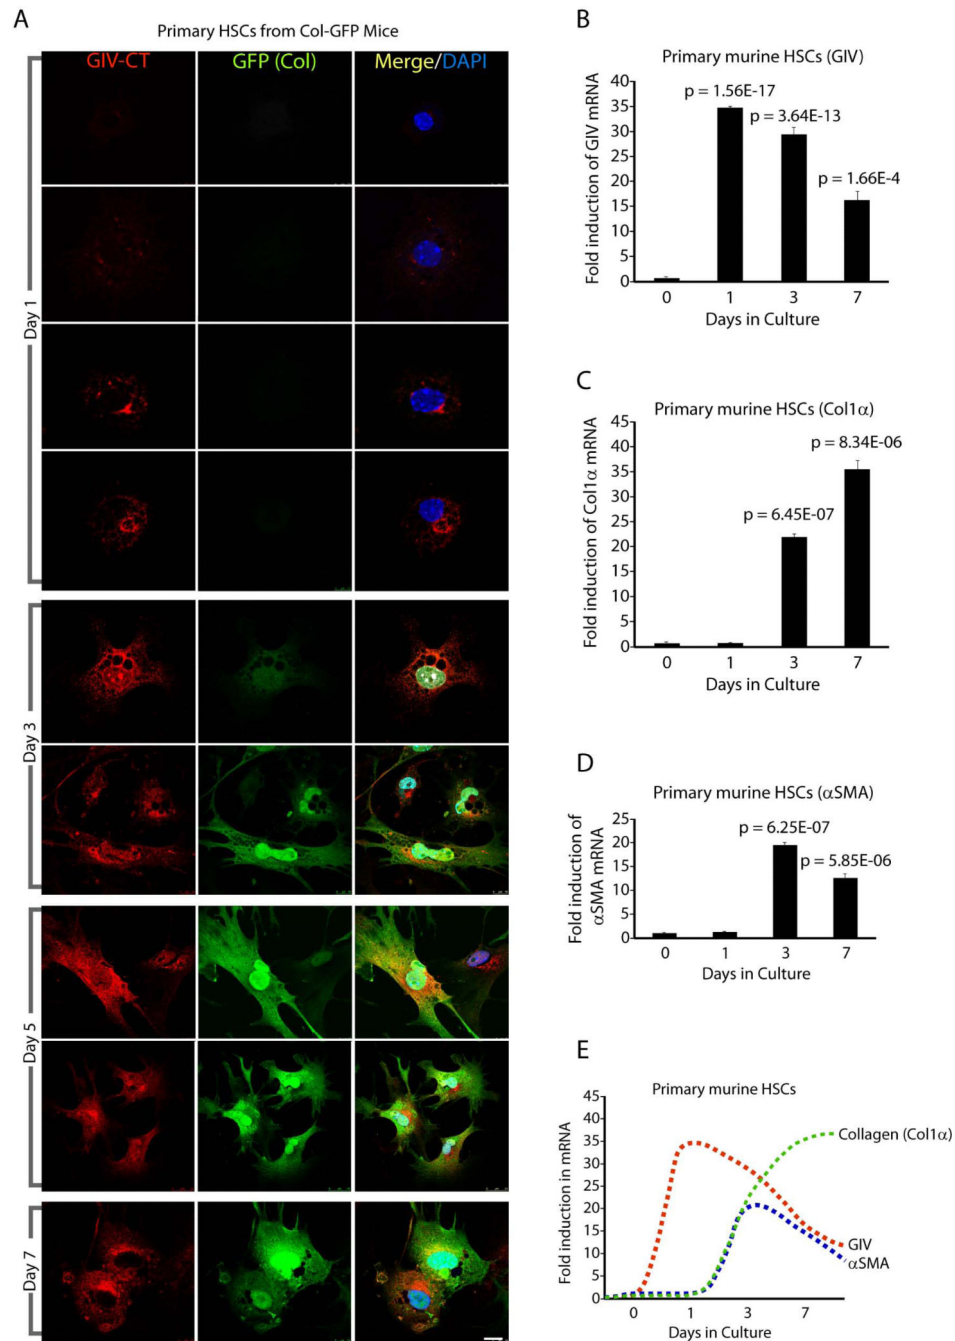 A
Primary HSCs from Col-GFP Mice
GIV-CT
GFP (Col)
Merge/DAPI
Day 1
Day 3
Day 5
Day 7
B
Primary murine HSCs (GIV)
Fold induction of GIV mRNA
40
35
30
25
20
15
10
5
0
p = 1.56E-17
p = 3.64E-13
p = 1.66E-4
0 1 3 7
Days in Culture
C
Primary murine HSCs (Col1α)
Fold induction of Col1α mRNA
45
40
35
30
25
20
15
10
5
0
p = 8.34E-06
p = 6.45E-07
0 1 3 7
Days in Culture
D
Primary murine HSCs (αSMA)
Fold induction of
αSMA mRNA
25
20
15
10
5
0
p = 6.25E-07
p = 5.85E-06
0 1 3 7
Days in Culture
E
Primary murine HSCs
Fold induction in mRNA
45
40
35
30
25
20
15
10
5
0
Collagen (Col1α)
GIV
αSMA
0 1 3 7
Days in Culture